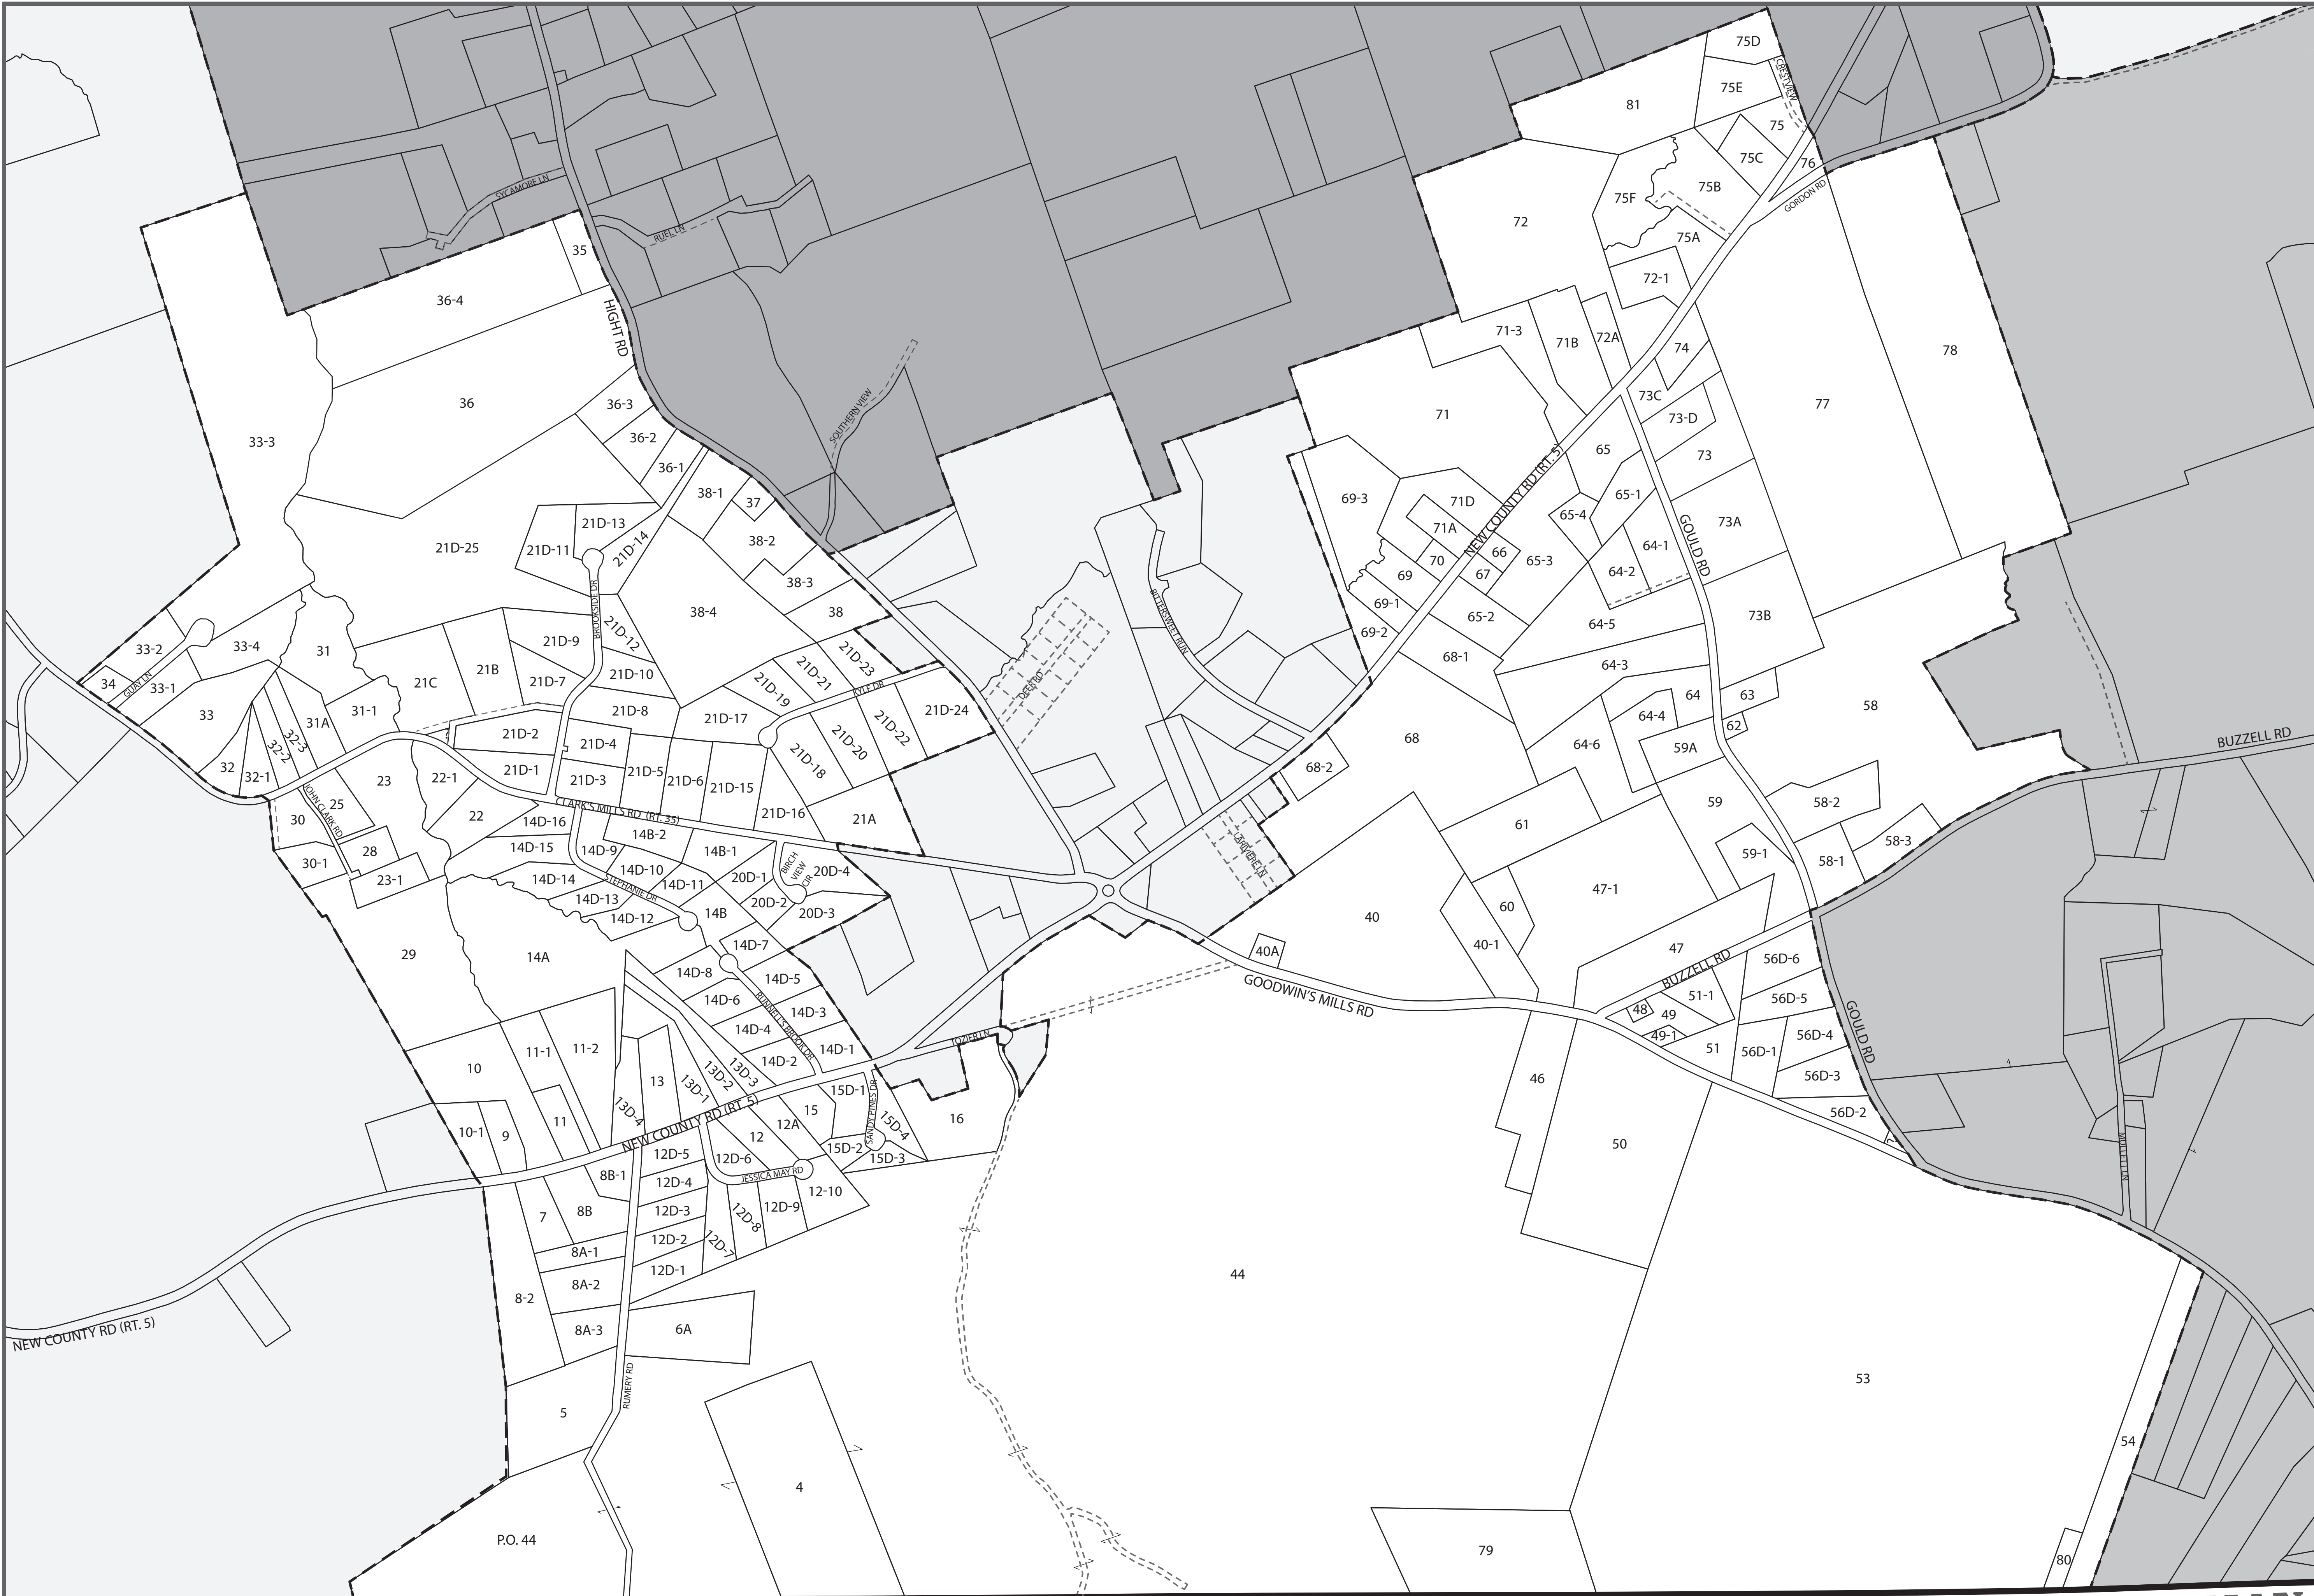 75D
CRESTVIEW
75E
81
75
75C
76
75B
GORDON RD
75F
SYCAMORE LN
72
RUEL LN
75A
35
72-1
36-4
HIGHT RD
71-3
71B
72A
74
78
73C
77
36
36-3
71
73-D
SOUTHERN VIEW
33-3
36-2
65
73
36-1
NEW COUNTY RD (RT. 5)
38-1
37
69-3
71D
65-1
73A
21D-13
71A
65-4
GOULD RD
21D-25
21D-11
21D-14
38-2
70
66
64-1
65-3
69
67
64-2
38-3
BROOKSIDE DR
BITTERSWEET RUN
69-1
38-4
38
65-2
64-5
73B
21D-12
69-2
33-2
33-4
31
21D-9
21D-23
68-1
64-3
34
GUAY LN
33-1
21C
21B
21D-7
21D-10
21D-21
KYLE DR
DEER RD
21D-19
64
63
33
31-1
31A
21D-8
21D-17
21D-22
21D-24
64-4
62
58
32-3
32-2
21D-2
21D-4
21D-20
68
64-6
59A
BUZZELL RD
32
32-1
23
22-1
21D-1
21D-3
21D-5
21D-6
21D-15
21D-18
68-2
JOHN CLARK RD
25
CLARK'S MILLS RD (RT. 35)
59
58-2
30
22
14D-16
14B-2
21D-16
21A
61
28
14D-15
14D-9
14B-1
BIRCH VIEW CIR
59-1
58-3
30-1
14D-10
58-1
23-1
14D-14
STEPHANIE DR
14D-11
20D-1
20D-4
47-1
14D-13
20D-2
20D-3
14D-12
14B
40
60
29
14D-7
40-1
14A
40A
47
14D-8
14D-5
GOODWIN'S MILLS RD
BUZZELL RD
56D-6
14D-6
RUNNELL'S BROOK DR
14D-3
51-1
56D-5
48
49
14D-4
49-1
GOULD RD
56D-4
11-1
11-2
14D-2
14D-1
TOZIER LN
51
56D-1
10
13D-3
56D-3
13
13D-2
13D-1
46
15D-1
13D-4
SANDY PINES DR
15
16
56D-2
NEW COUNTY RD (RT. 5)
11
12A
15D-4
10-1
9
12
15D-2
50
12D-5
12D-6
15D-3
MULLETT LN
8B-1
JESSICA MAY RD
12D-4
12-10
7
8B
12D-3
12D-8
12D-9
12D-2
12D-7
8A-1
12D-1
44
8A-2
8-2
8A-3
6A
NEW COUNTY RD (RT. 5)
RUMERY RD
53
5
54
4
P.O. 44
79
80